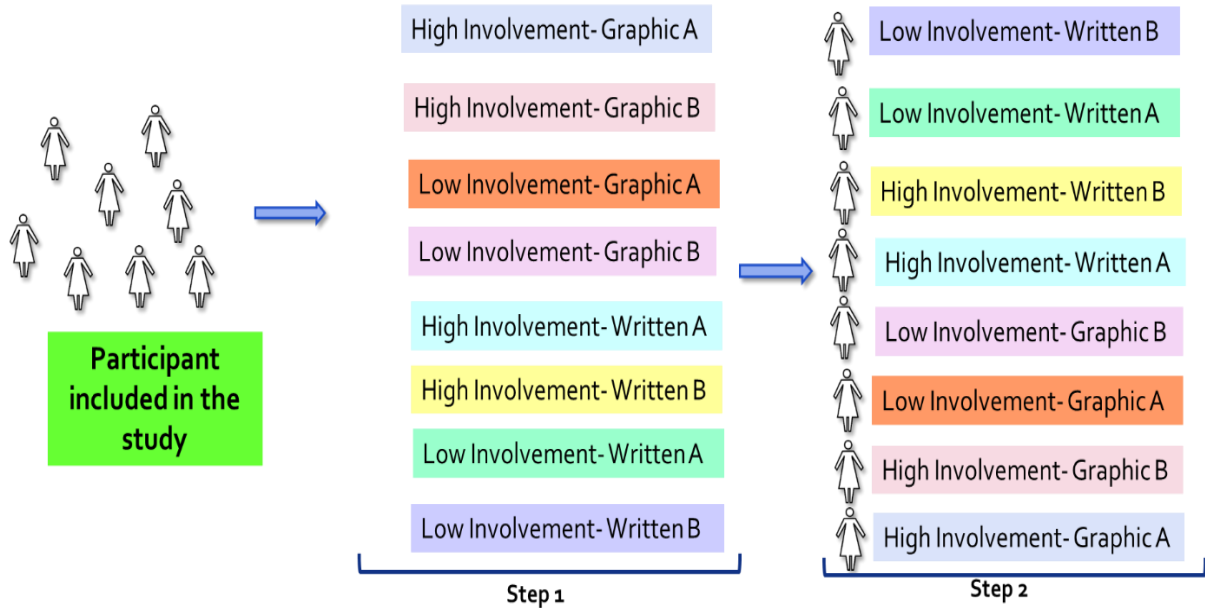 Participant
included in the
study
High Involvement- Graphic A
High Involvement- Graphic B
Low Involvement- Graphic A
Low Involvement- Graphic B
High Involvement- Written A
High Involvement- Written B
Low Involvement- Written A
Low Involvement- Written B
Step 1
Low Involvement- Written B
Low Involvement- Written A
High Involvement- Written B
High Involvement- Written A
Low Involvement- Graphic B
Low Involvement- Graphic A
High Involvement- Graphic B
High Involvement- Graphic A
Step 2